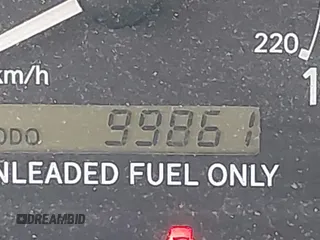 220
km/h
1
ODO 99861
UNLEADED FUEL ONLY
DREAMBID